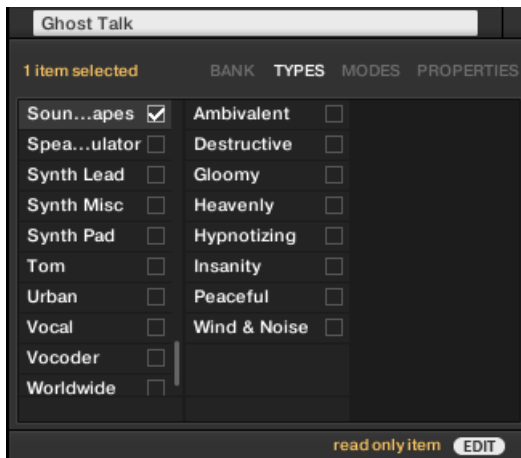 Ghost Talk
1 item selected BANK TYPES MODES PROPERTIES
Soun...apes Ambivalent
Spea...ulator Destructive
Synth Lead Gloomy
Synth Misc Heavenly
Synth Pad Hypnotizing
Tom Insanity
Urban Peaceful
Vocal Wind & Noise
Vocoder
Worldwide
read only item EDIT